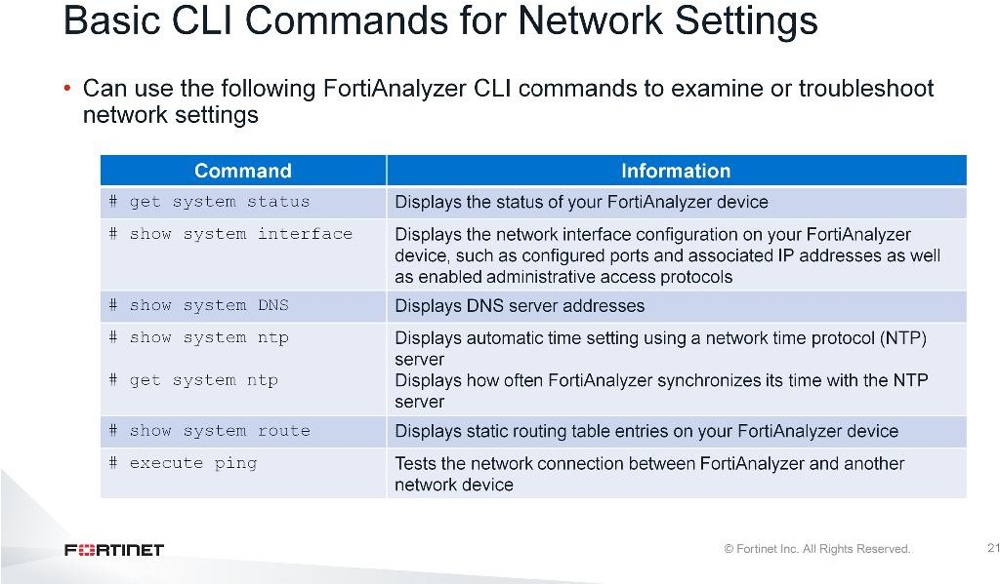 Basic CLI Commands for Network Settings
• Can use the following FortiAnalyzer CLI commands to examine or troubleshoot
network settings
Command Information
# get system status Displays the status of your FortiAnalyzer device
# show system interface Displays the network interface configuration on your FortiAnalyzer
device, such as configured ports and associated IP addresses as well
as enabled administrative access protocols
# show system DNS Displays DNS server addresses
# show system ntp Displays automatic time setting using a network time protocol (NTP)
server
# get system ntp Displays how often FortiAnalyzer synchronizes its time with the NTP
server
# show system route Displays static routing table entries on your FortiAnalyzer device
# execute ping Tests the network connection between FortiAnalyzer and another
network device
FORTINET © Fortinet Inc. All Rights Reserved. 21